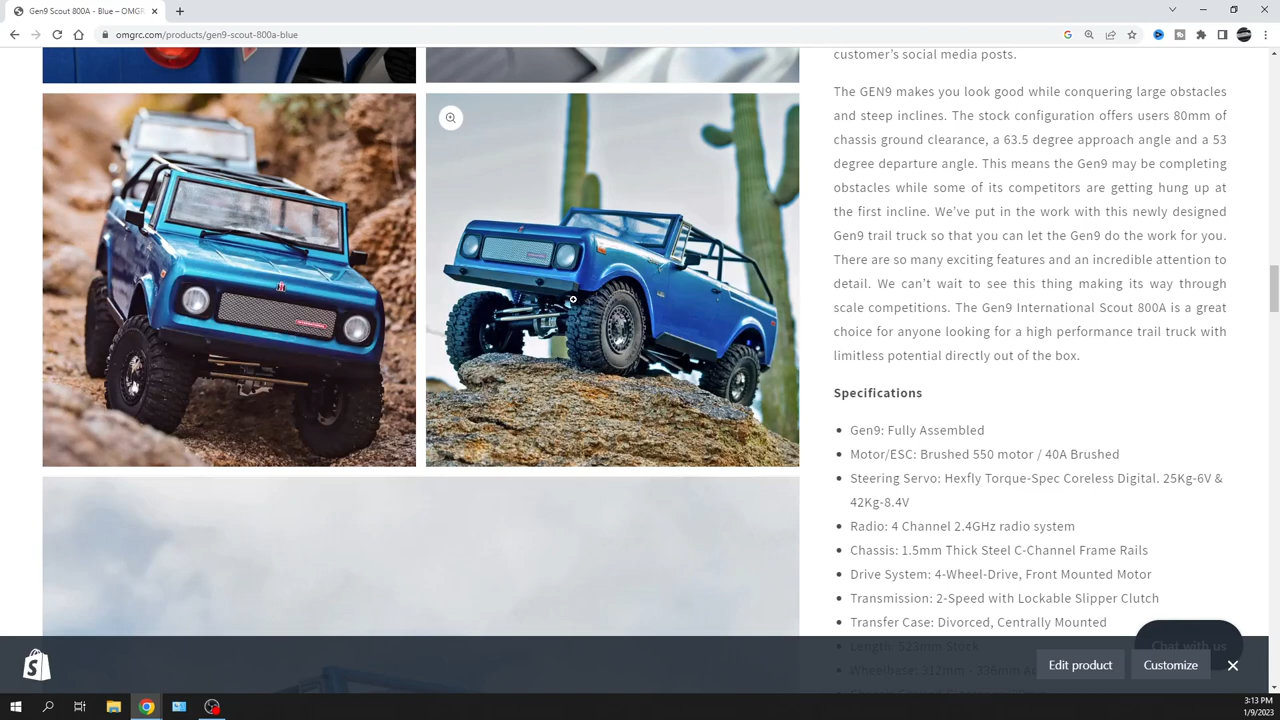 Gen9 Scout 800A - Blue – OMGR
omgrc.com/products/gen9-scout-800a-blue
customer's social media posts.
The GEN9 makes you look good while conquering large obstacles
and steep inclines. The stock configuration offers users 80mm of
chassis ground clearance, a 63.5 degree approach angle and a 53
degree departure angle. This means the Gen9 may be completing
obstacles while some of its competitors are getting hung up at
the first incline. We've put in the work with this newly designed
Gen9 trail truck so that you can let the Gen9 do the work for you.
There are so many exciting features and an incredible attention to
detail. We can't wait to see this thing making its way through
scale competitions. The Gen9 International Scout 800A is a great
choice for anyone looking for a high performance trail truck with
limitless potential directly out of the box.
Specifications
Gen9: Fully Assembled
Motor/ESC: Brushed 550 motor / 40A Brushed
Steering Servo: Hexfly Torque-Spec Coreless Digital. 25Kg-6V &
42Kg-8.4V
Radio: 4 Channel 2.4GHz radio system
Chassis: 1.5mm Thick Steel C-Channel Frame Rails
Drive System: 4-Wheel-Drive, Front Mounted Motor
Transmission: 2-Speed with Lockable Slipper Clutch
Transfer Case: Divorced, Centrally Mounted
Length: 523mm Stock
Chat with us
Wheelbase: 312mm - 336mm
Edit product
Customize
3:13 PM
1/9/2023